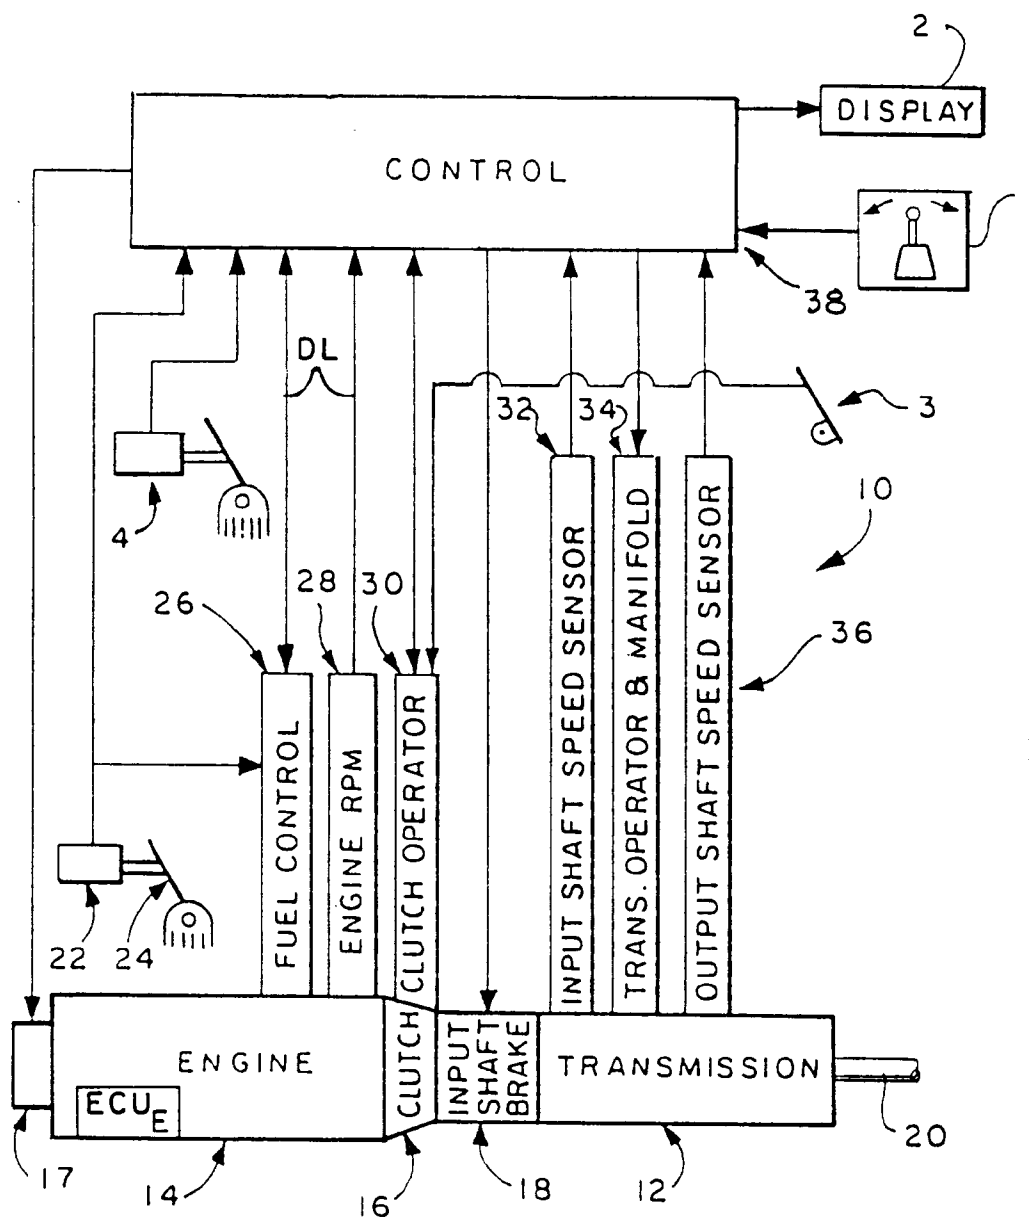 2
DISPLAY
CONTROL
38
DL
32
34
3
4
10
26
28
30
36
FUEL CONTROL
ENGINE RPM
CLUTCH OPERATOR
INPUT SHAFT SPEED SENSOR
TRANS. OPERATOR & MANIFOLD
OUTPUT SHAFT SPEED SENSOR
22
24
ENGINE
ECUE
CLUTCH
INPUT
SHAFT
BRAKE
TRANSMISSION
20
17
14
16
18
12